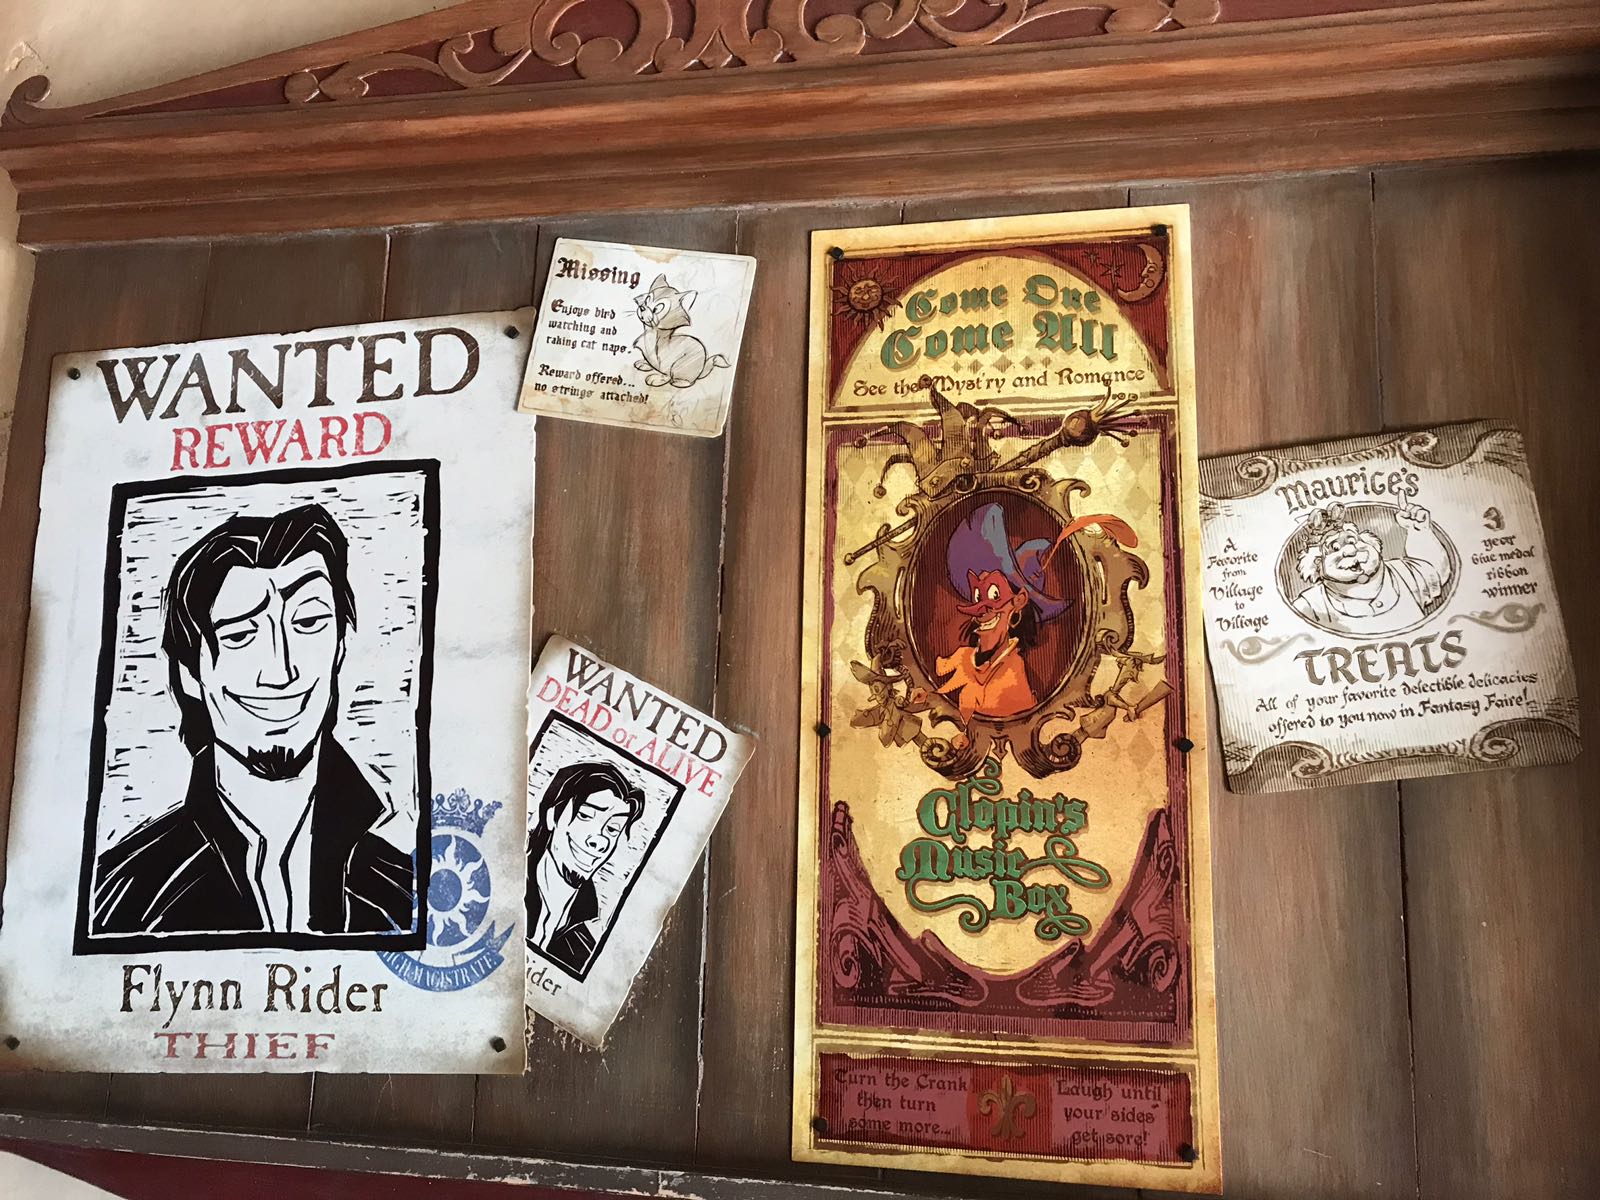 WANTED
REWARD
HIGH MAGISTRATE
Flynn Rider
THIEF
Missing
Enjoys bird
watching and
taking cat naps.
Reward offered...
no strings attached!
WANTED
DEAD or ALIVE
ider
Come One
Come All
See the Myst'ry and Romance
Clopin's
Music
Box
Turn the Crank
then turn
some more...
Laugh until
your sides
get sore!
Maurice's
A
Favorite
from
Village
to
Village
3
year
blue medal
ribbon
winner
TREATS
All of your favorite delectible delicacies
offered to you now in Fantasy Faire!